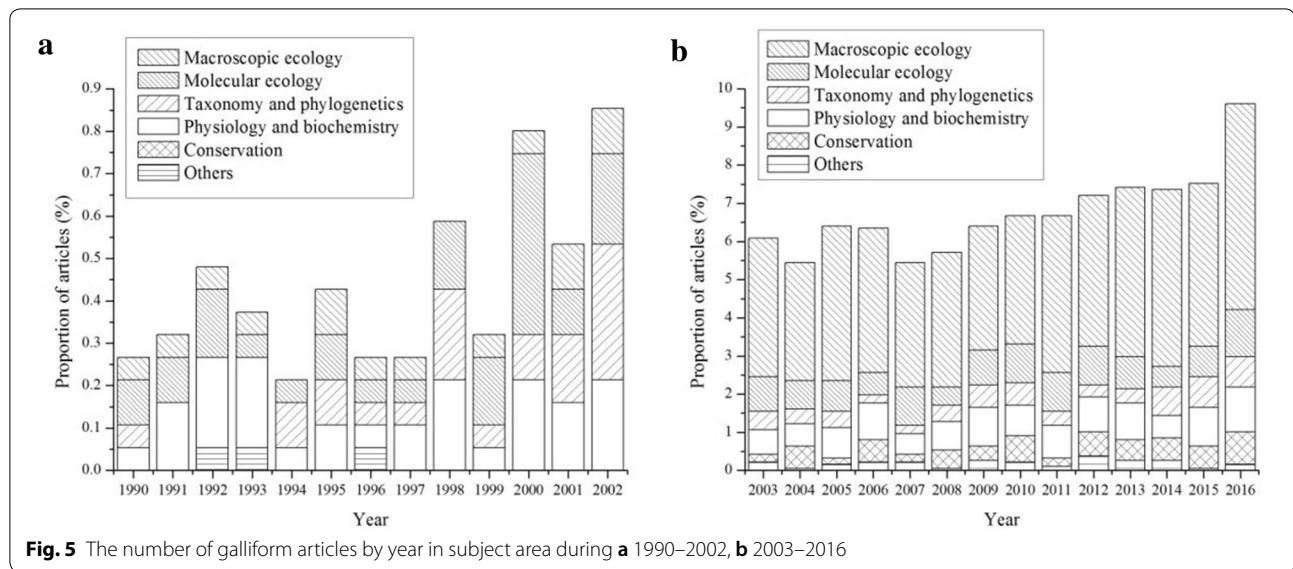 a
Macroscopic ecology
Molecular ecology
Taxonomy and phylogenetics
Physiology and biochemistry
Conservation
Others
Proportion of articles (%)
0.9
0.8
0.7
0.6
0.5
0.4
0.3
0.2
0.1
0.0
1990 1991 1992 1993 1994 1995 1996 1997 1998 1999 2000 2001 2002
Year
b
Macroscopic ecology
Molecular ecology
Taxonomy and phylogenetics
Physiology and biochemistry
Conservation
Others
Proportion of articles (%)
10
9
8
7
6
5
4
3
2
1
0
2003 2004 2005 2006 2007 2008 2009 2010 2011 2012 2013 2014 2015 2016
Year
Fig. 5 The number of galliform articles by year in subject area during a 1990–2002, b 2003–2016